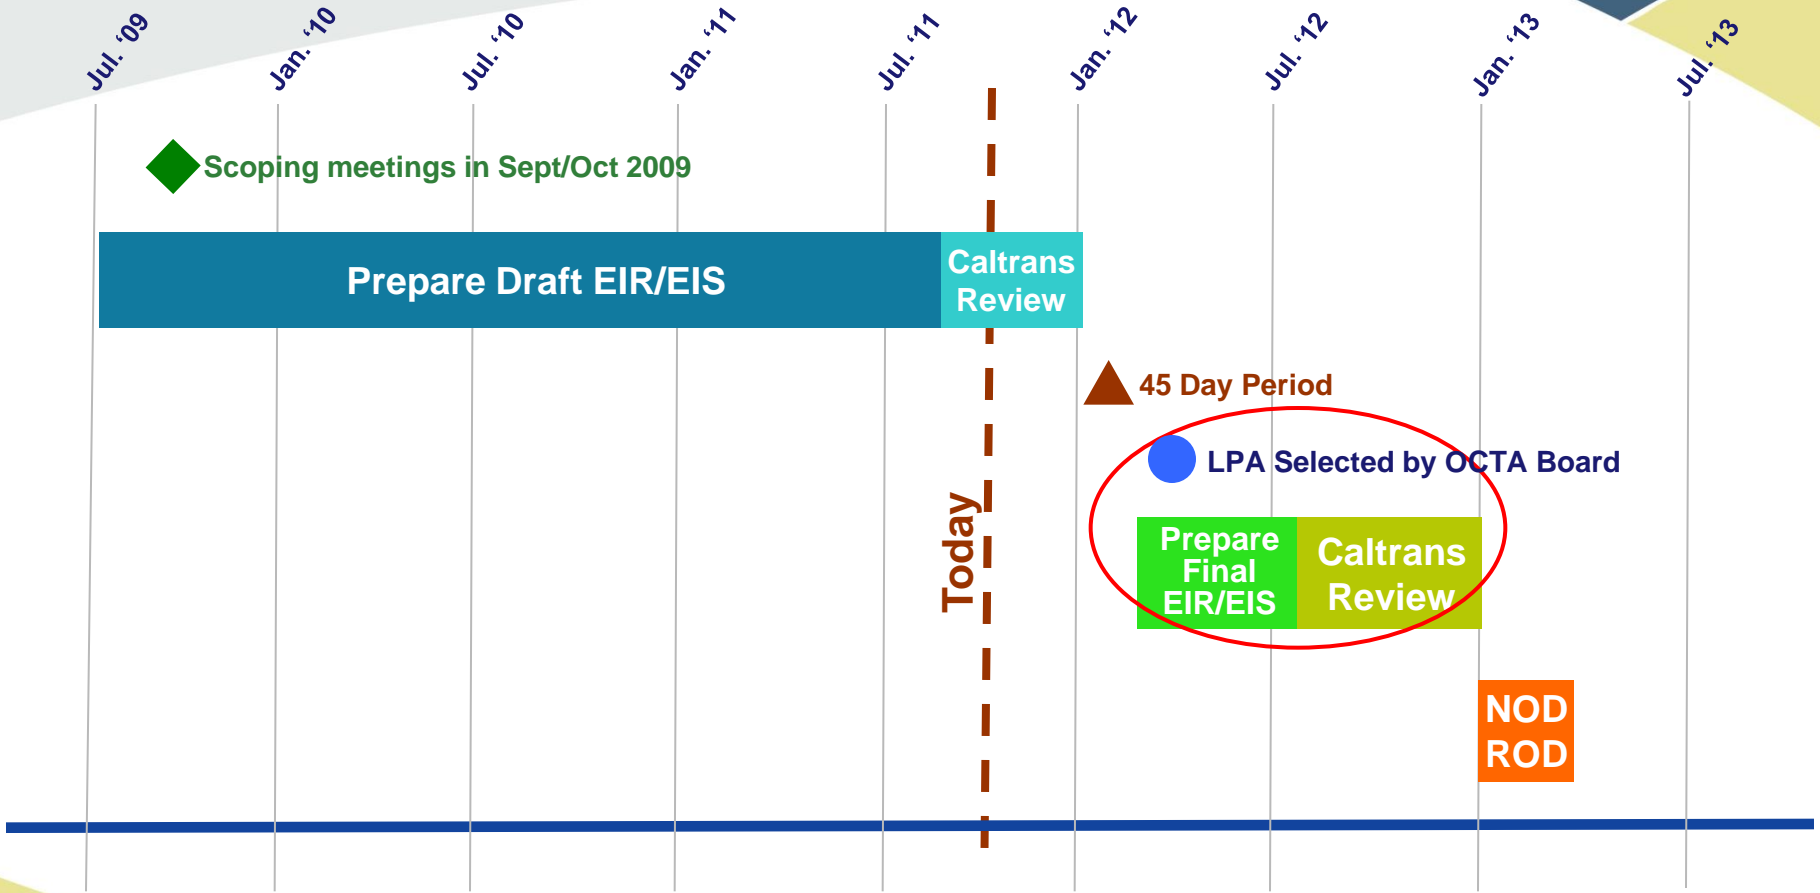 Jul. ‘09
Jan. ‘10
Jul. ‘10
Jan. ‘11
Jul. ‘11
Jan. ‘12
Jul. ‘12
Jan. ‘13
Jul. ‘13
Scoping meetings in Sept/Oct 2009
Prepare Draft EIR/EIS
Caltrans
Review
45 Day Period
LPA Selected by OCTA Board
Today
Prepare
Final
EIR/EIS
Caltrans
Review
NOD
ROD